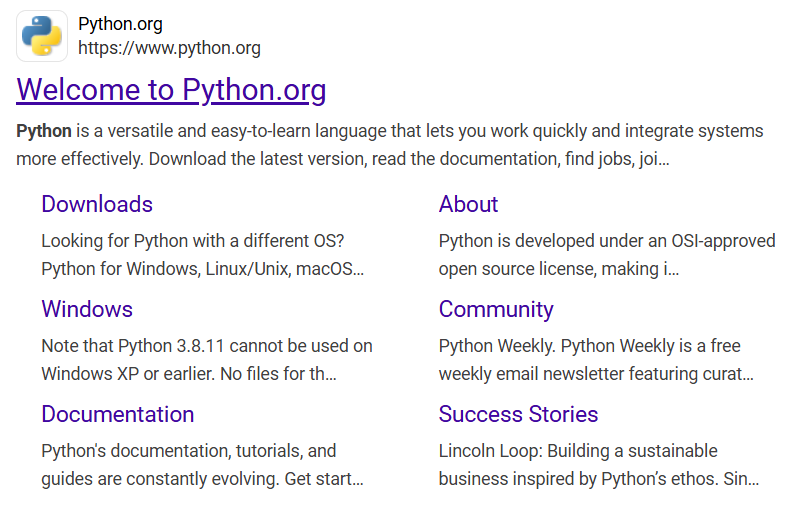 Python.org
https://www.python.org
Welcome to Python.org
Python is a versatile and easy-to-learn language that lets you work quickly and integrate systems
more effectively. Download the latest version, read the documentation, find jobs, joi...
Downloads
Looking for Python with a different OS?
Python for Windows, Linux/Unix, macOS...
About
Python is developed under an OSI-approved
open source license, making i...
Windows
Note that Python 3.8.11 cannot be used on
Windows XP or earlier. No files for th...
Community
Python Weekly. Python Weekly is a free
weekly email newsletter featuring curat...
Documentation
Python's documentation, tutorials, and
guides are constantly evolving. Get start...
Success Stories
Lincoln Loop: Building a sustainable
business inspired by Python’s ethos. Sin...